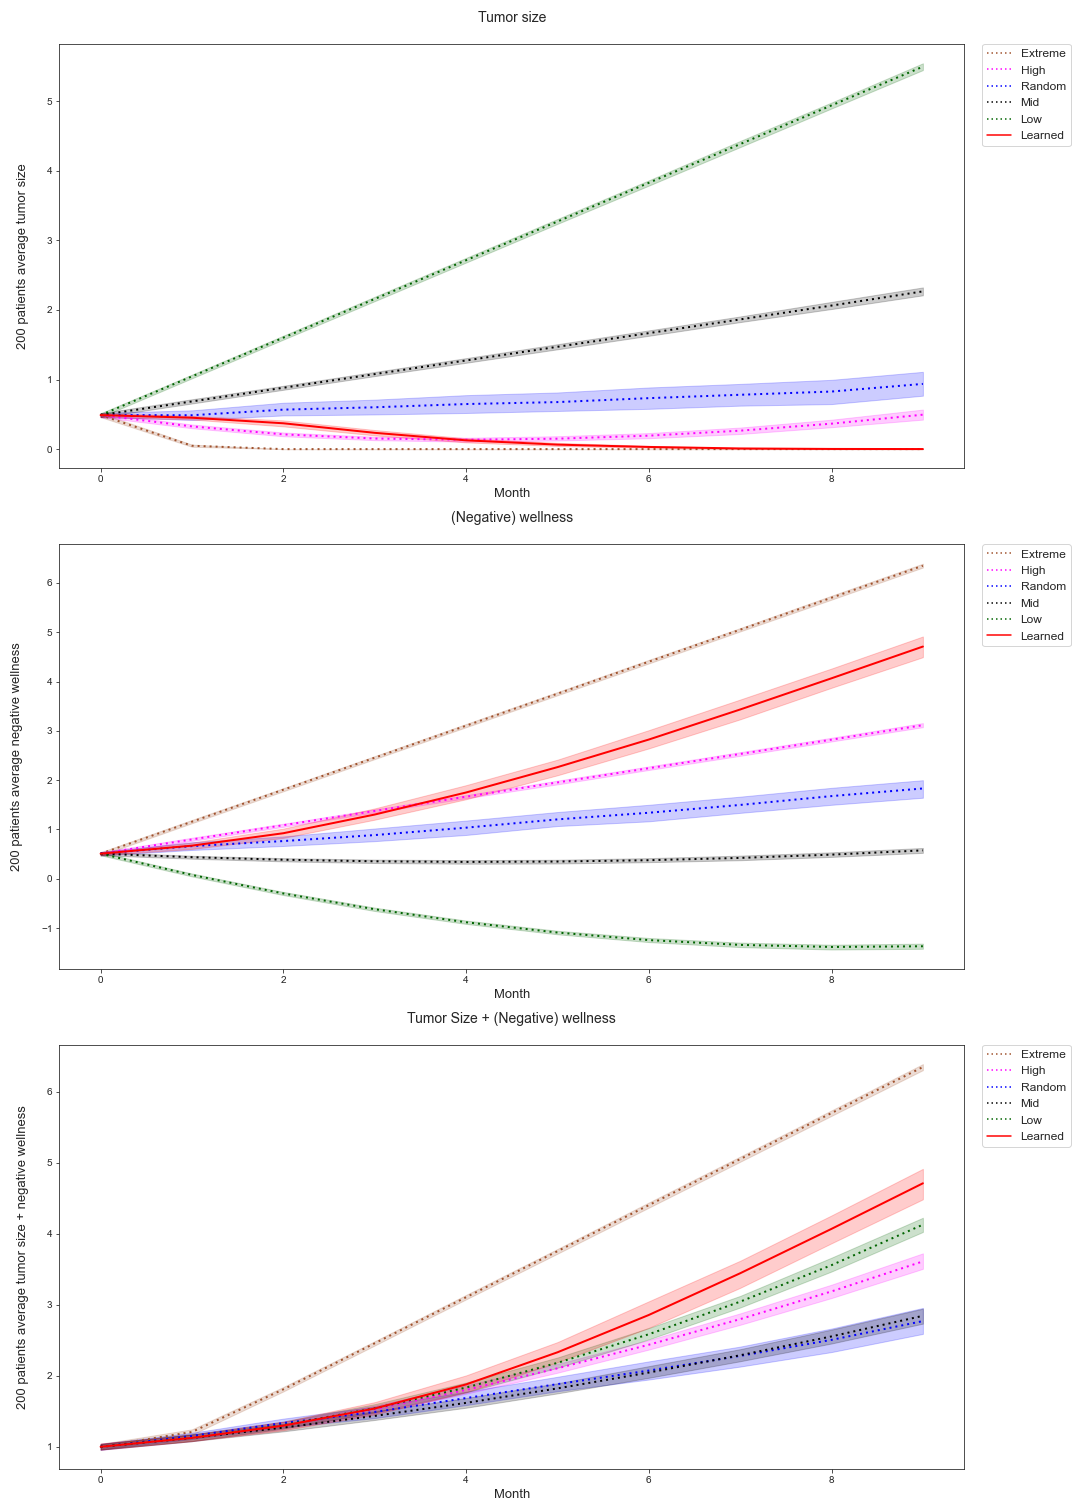 Tumor size
200 patients average tumor size
5
4
3
2
1
0
0 2 4 6 8
Month
Extreme
High
Random
Mid
Low
Learned
(Negative) wellness
200 patients average negative wellness
6
5
4
3
2
1
0
−1
0 2 4 6 8
Month
Extreme
High
Random
Mid
Low
Learned
Tumor Size + (Negative) wellness
200 patients average tumor size + negative wellness
6
5
4
3
2
1
0 2 4 6 8
Month
Extreme
High
Random
Mid
Low
Learned